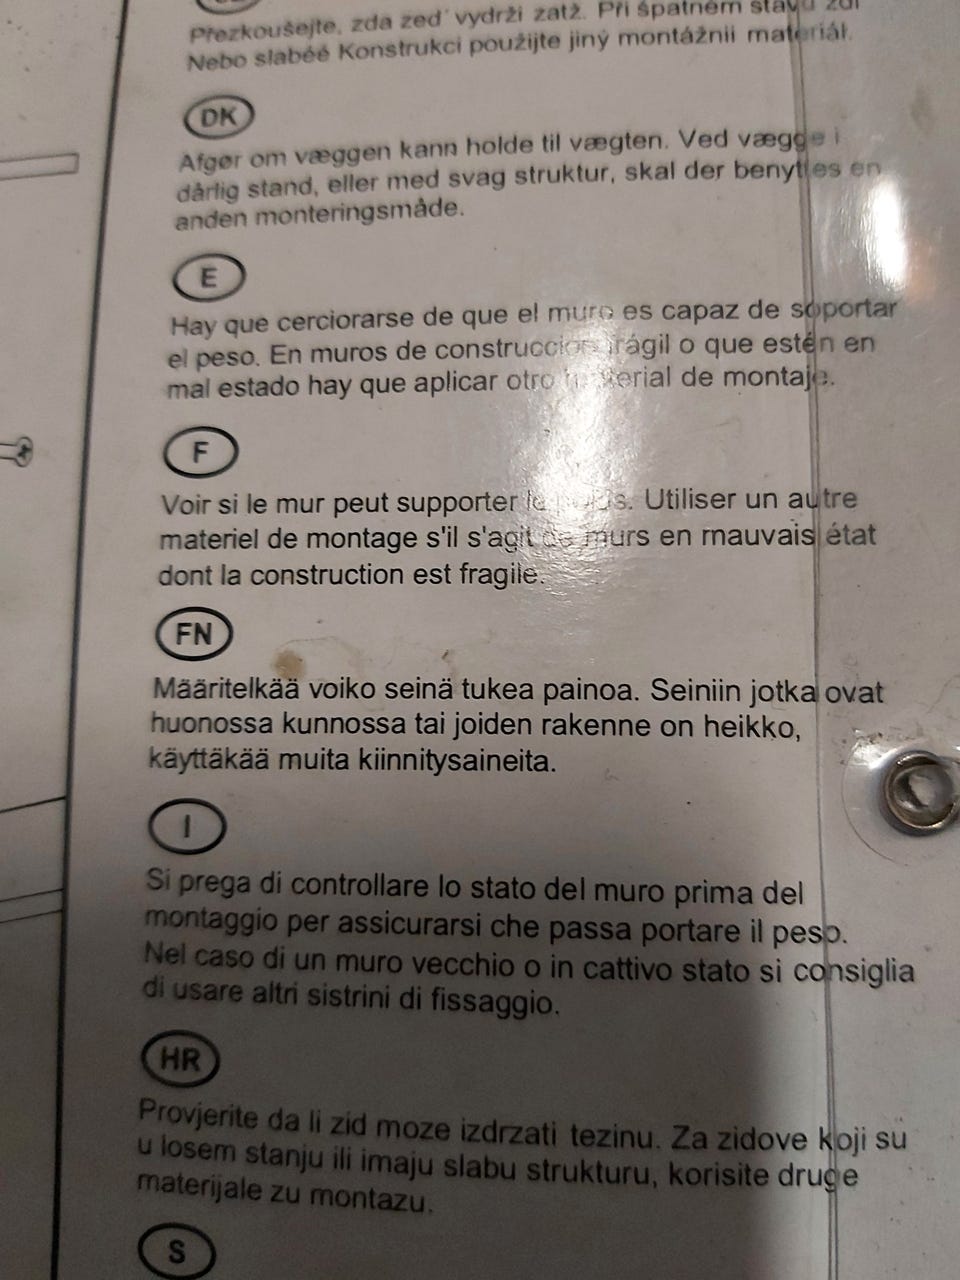 Přezkoušejte, zda zeď vydrži zatž. Při špatném stavu zdi
Nebo slabéé Konstrukci použijte jiný montážnii materiál.
DK
Afgør om væggen kann holde til vægten. Ved vægge i
dårlig stand, eller med svag struktur, skal der benyttes en
anden monteringsmåde.
E
Hay que cerciorarse de que el muro es capaz de soportar
el peso. En muros de construccion frágil o que estén en
mal estado hay que aplicar otro material de montaje.
F
Voir si le mur peut supporter le poids. Utiliser un autre
materiel de montage s'il s'agit de murs en mauvais état
dont la construction est fragile.
FN
Määritelkää voiko seinä tukea painoa. Seiniin jotka ovat
huonossa kunnossa tai joiden rakenne on heikko,
käyttäkää muita kiinnitysaineita.
I
Si prega di controllare lo stato del muro prima del
montaggio per assicurarsi che passa portare il peso.
Nel caso di un muro vecchio o in cattivo stato si consiglia
di usare altri sistrini di fissaggio.
HR
Provjerite da li zid moze izdrzati tezinu. Za zidove koji su
u losem stanju ili imaju slabu strukturu, korisite druge
materijale zu montazu.
S